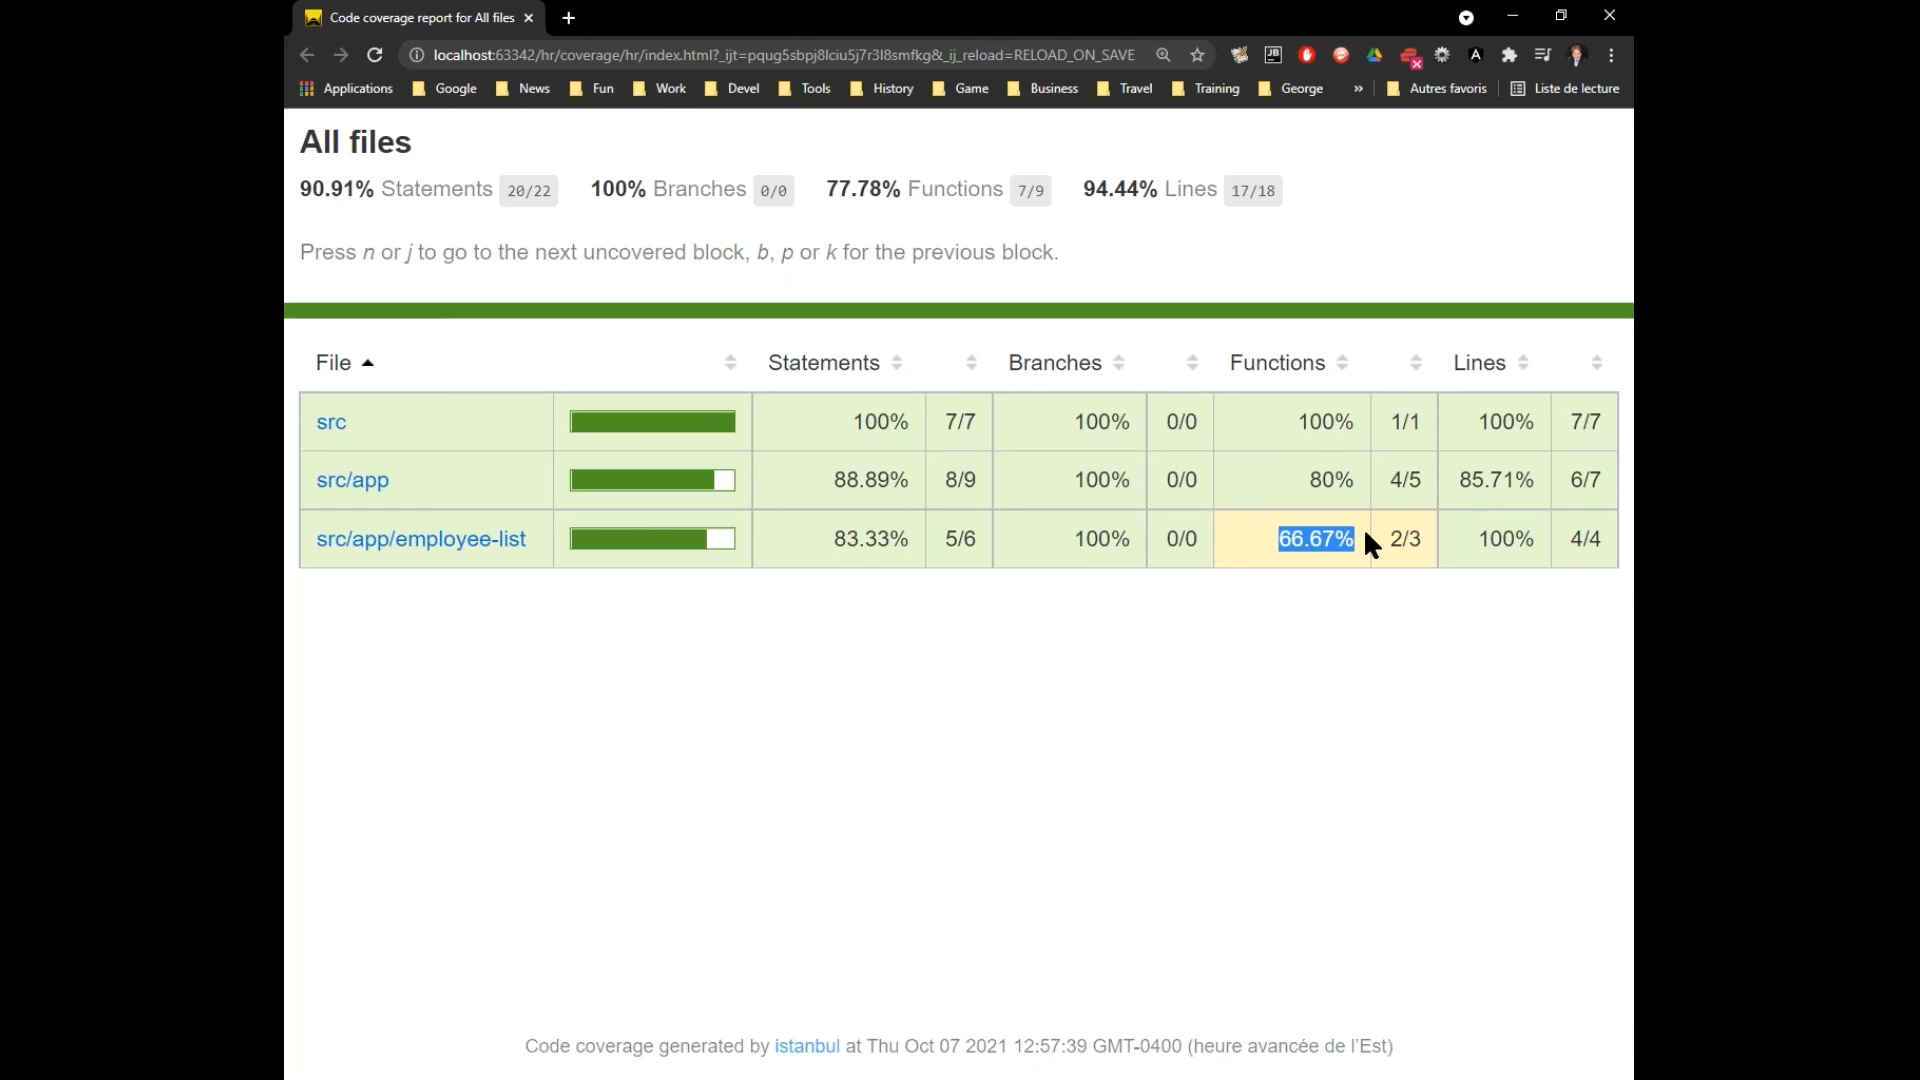 Code coverage report for All files
localhost:63342/hr/coverage/hr/index.html?_ijt=pqug5sbpj8lciu5j7r3l8smfkg&_ij_reload=RELOAD_ON_SAVE
Applications Google News Fun Work Devel Tools History Game Business Travel Training George » Autres favoris Liste de lecture
All files
90.91% Statements 20/22 100% Branches 0/0 77.78% Functions 7/9 94.44% Lines 17/18
Press n or j to go to the next uncovered block, b, p or k for the previous block.
File Statements Branches Functions Lines
src 100% 7/7 100% 0/0 100% 1/1 100% 7/7
src/app 88.89% 8/9 100% 0/0 80% 4/5 85.71% 6/7
src/app/employee-list 83.33% 5/6 100% 0/0 66.67% 2/3 100% 4/4
Code coverage generated by istanbul at Thu Oct 07 2021 12:57:39 GMT-0400 (heure avancée de l'Est)